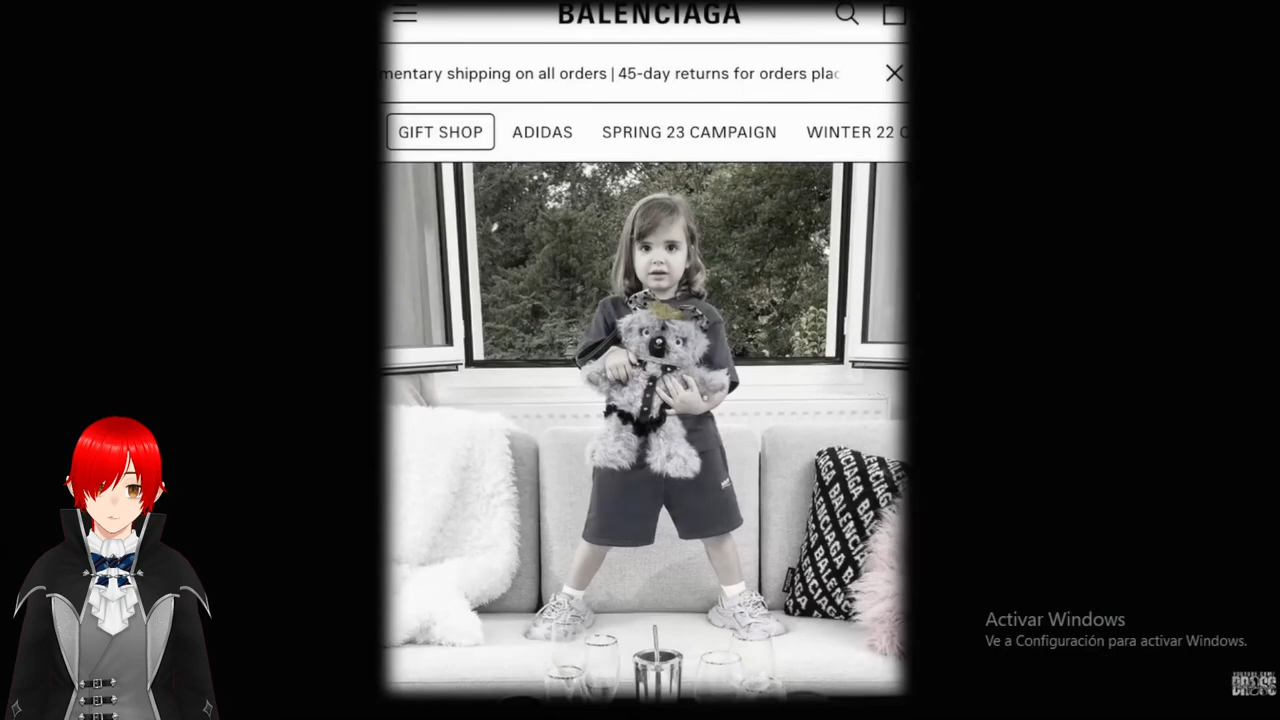 BALENCIAGA
mentary shipping on all orders | 45-day returns for orders plac
GIFT SHOP ADIDAS SPRING 23 CAMPAIGN WINTER 22 C
BALENCIAGA
Activar Windows
Ve a Configuración para activar Windows.